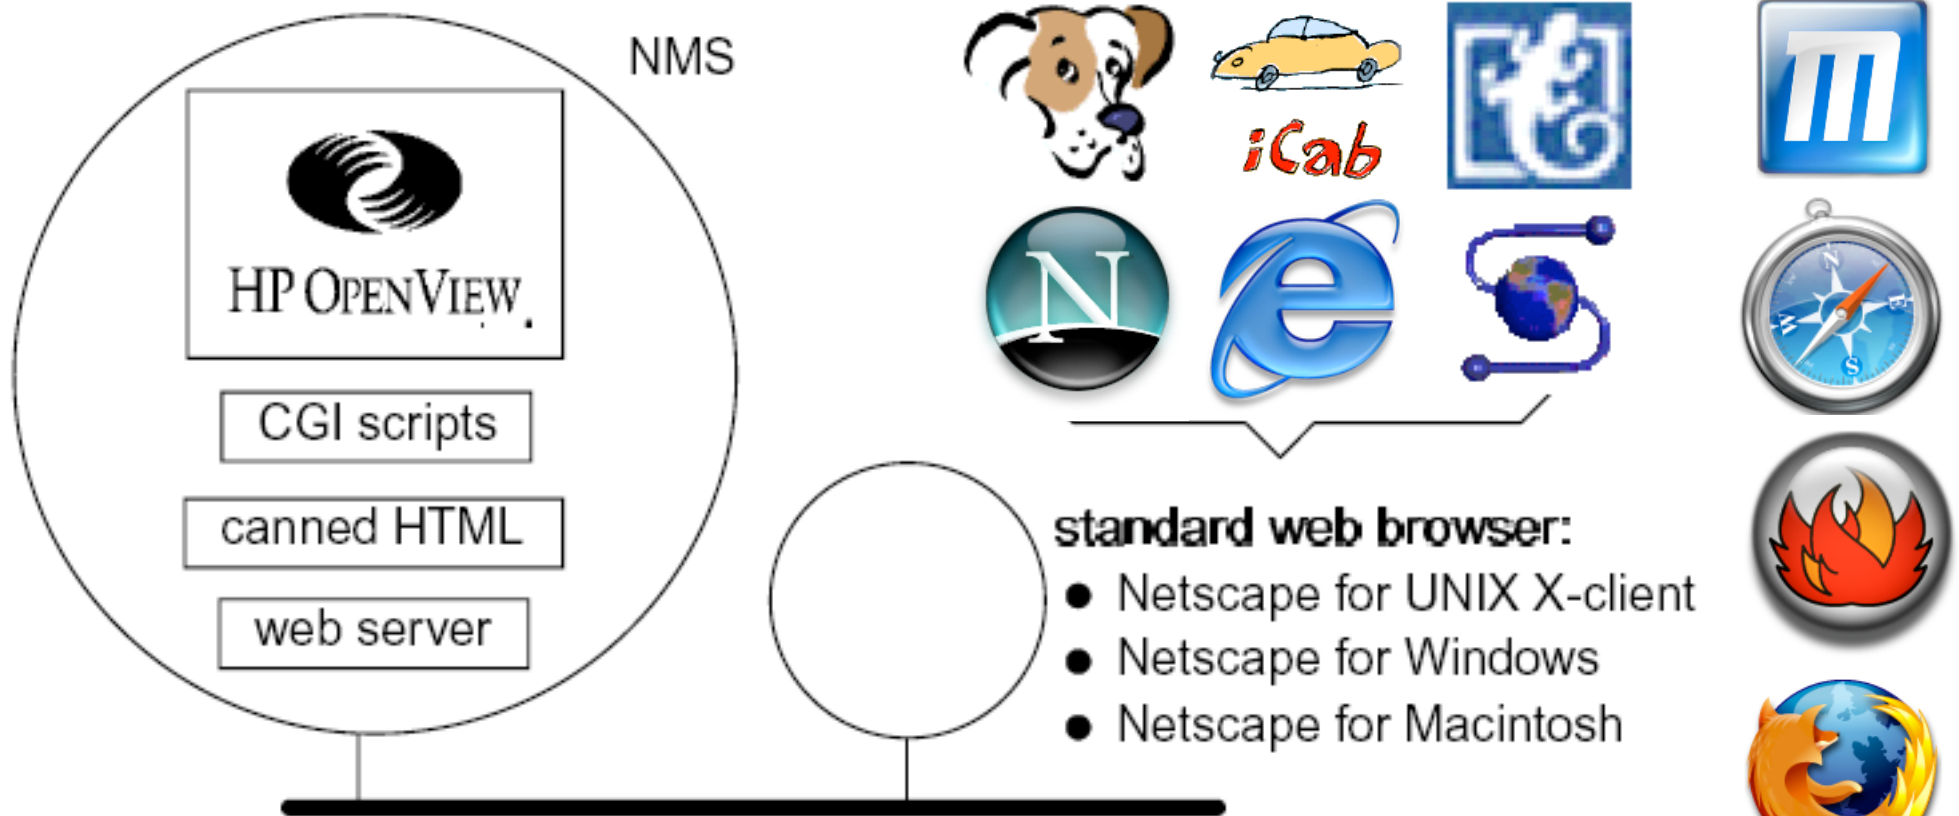 NMS
HP OPENVIEW
CGI scripts
canned HTML
web server
iCab
m
N
e
N
E
S
W
standard web browser:
● Netscape for UNIX X-client
● Netscape for Windows
● Netscape for Macintosh